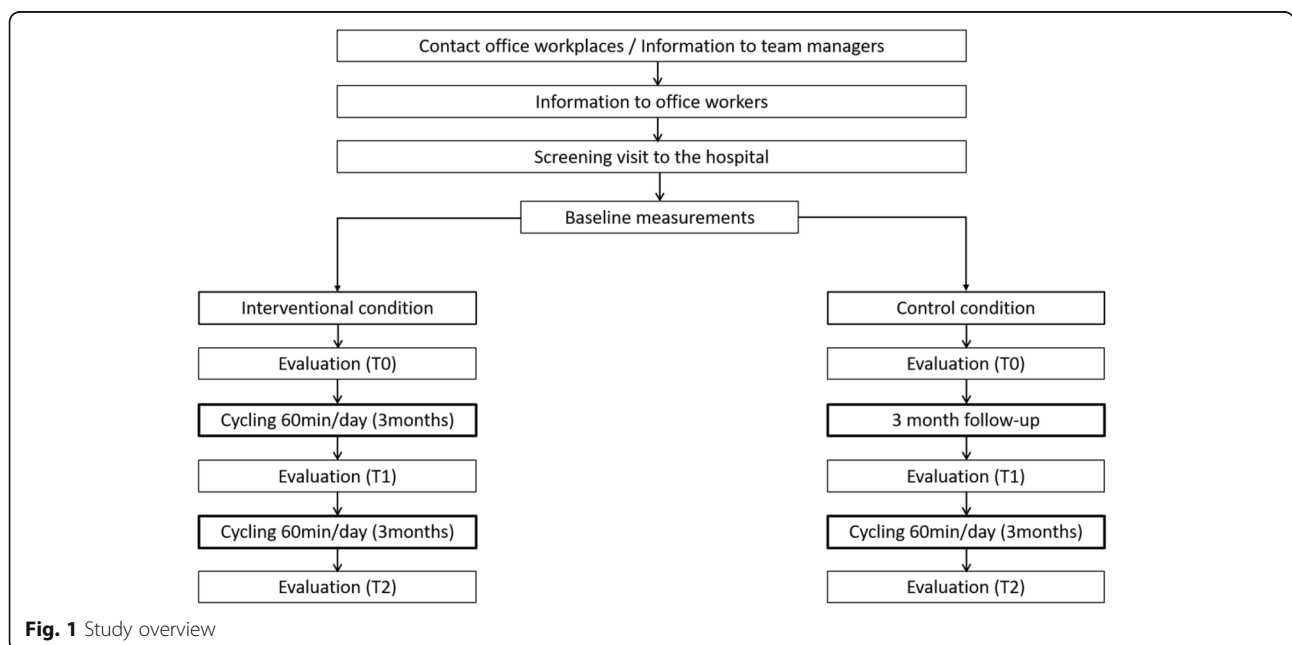 Contact office workplaces / Information to team managers
Information to office workers
Screening visit to the hospital
Baseline measurements
Interventional condition
Evaluation (T0)
Cycling 60min/day (3months)
Evaluation (T1)
Cycling 60min/day (3months)
Evaluation (T2)
Control condition
Evaluation (T0)
3 month follow-up
Evaluation (T1)
Cycling 60min/day (3months)
Evaluation (T2)
Fig. 1 Study overview